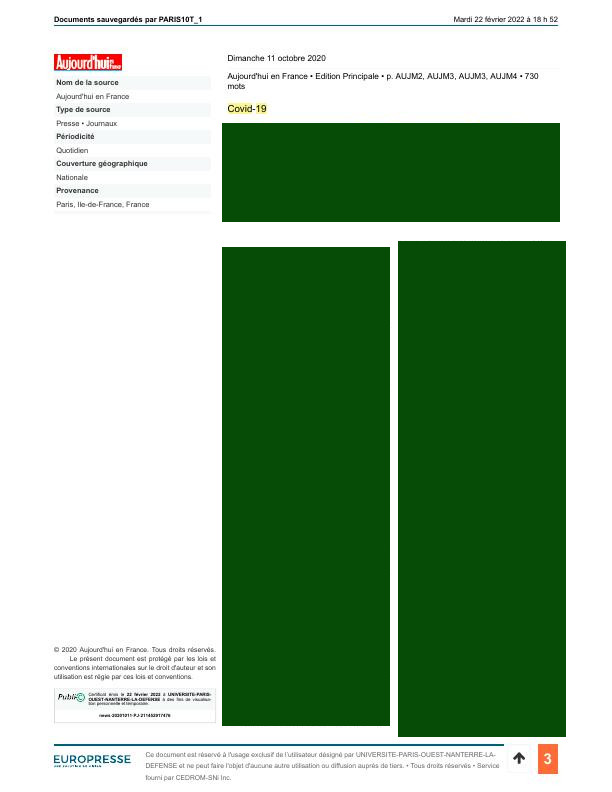 Documents sauvegardés par PARIS10T_1
Mardi 22 février 2022 à 18 h 52
Aujourd'hui en France
Nom de la source
Aujourd'hui en France
Type de source
Presse • Journaux
Périodicité
Quotidien
Couverture géographique
Nationale
Provenance
Paris, Ile-de-France, France
Dimanche 11 octobre 2020
Aujourd'hui en France • Edition Principale • p. AUJM2, AUJM3, AUJM3, AUJM4 • 730
mots
Covid-19
© 2020 Aujourd'hui en France. Tous droits réservés.
Le présent document est protégé par les lois et
conventions internationales sur le droit d'auteur et son
utilisation est régie par ces lois et conventions.
Public©
Certificat émis le 22 février 2022 à UNIVERSITE-PARIS-
OUEST-NANTERRE-LA-DEFENSE à des fins de visualisa-
tion personnelle et temporaire.
news·20201011·PJ·211452917476
EUROPRESSE
Ce document est réservé à l'usage exclusif de l'utilisateur désigné par UNIVERSITE-PARIS-OUEST-NANTERRE-LA-
DEFENSE et ne peut faire l'objet d'aucune autre utilisation ou diffusion auprès de tiers. • Tous droits réservés • Service
fourni par CEDROM-SNi Inc.
3